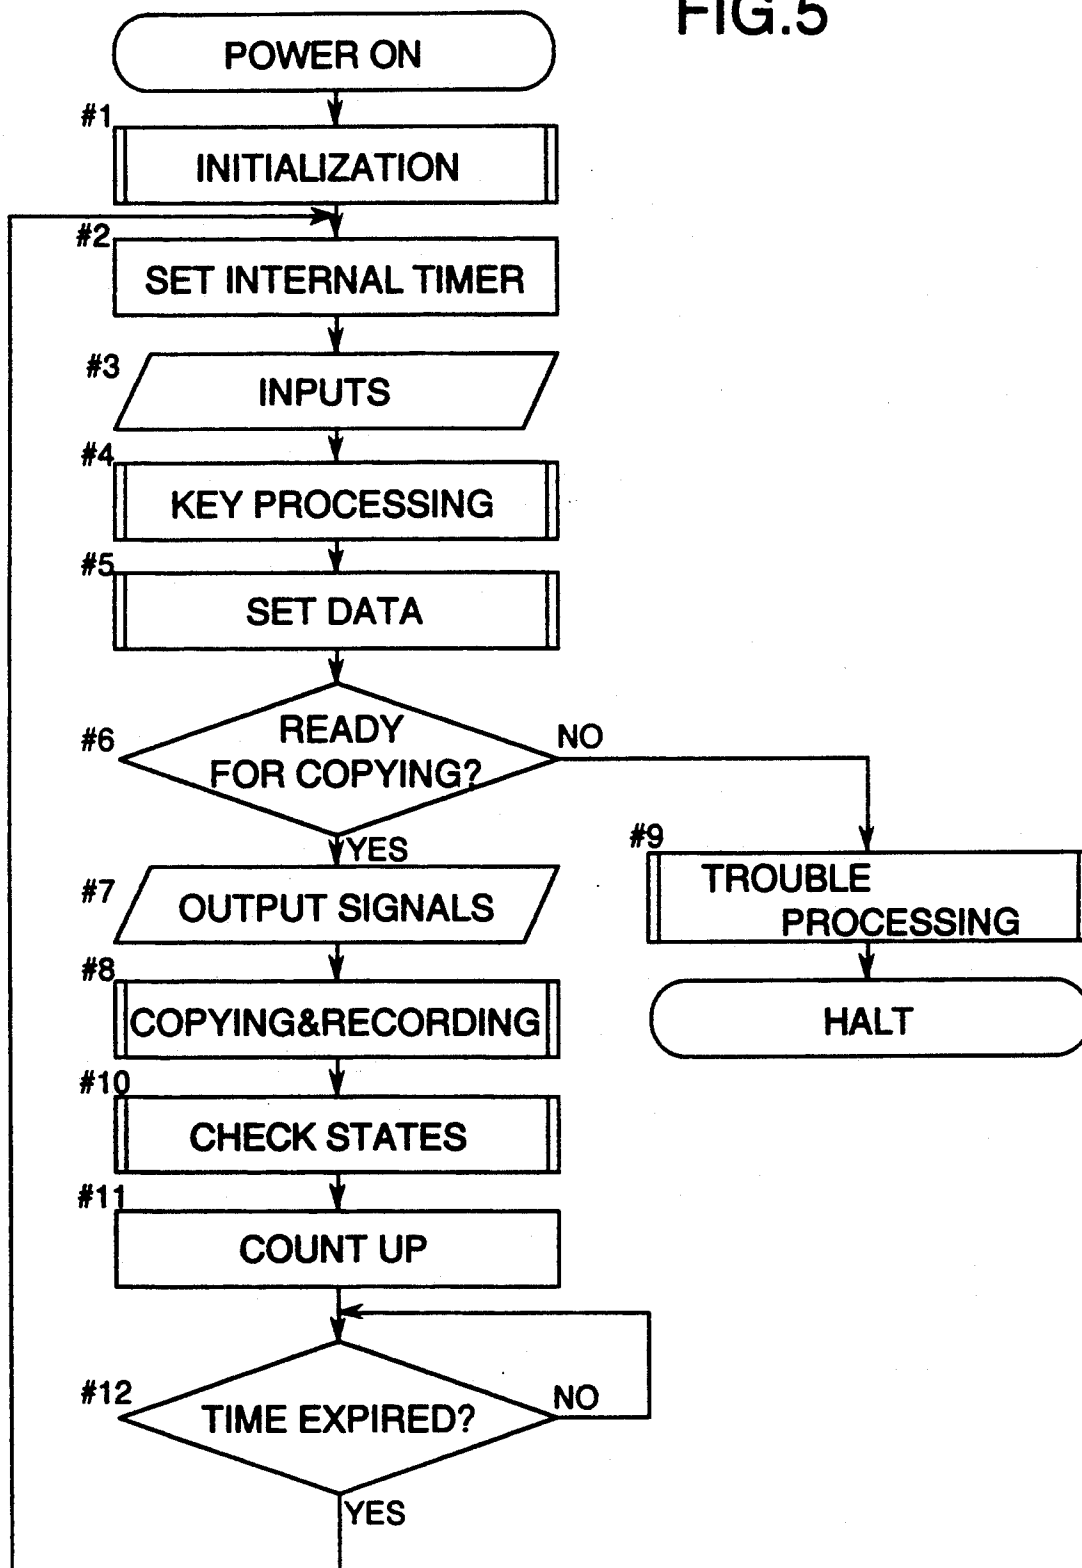 FIG.5
POWER ON
#1
INITIALIZATION
#2
SET INTERNAL TIMER
#3
INPUTS
#4
KEY PROCESSING
#5
SET DATA
#6
READY
FOR COPYING?
NO
YES
#7
OUTPUT SIGNALS
#8
COPYING&RECORDING
#9
TROUBLE
PROCESSING
HALT
#10
CHECK STATES
#11
COUNT UP
#12
TIME EXPIRED?
NO
YES